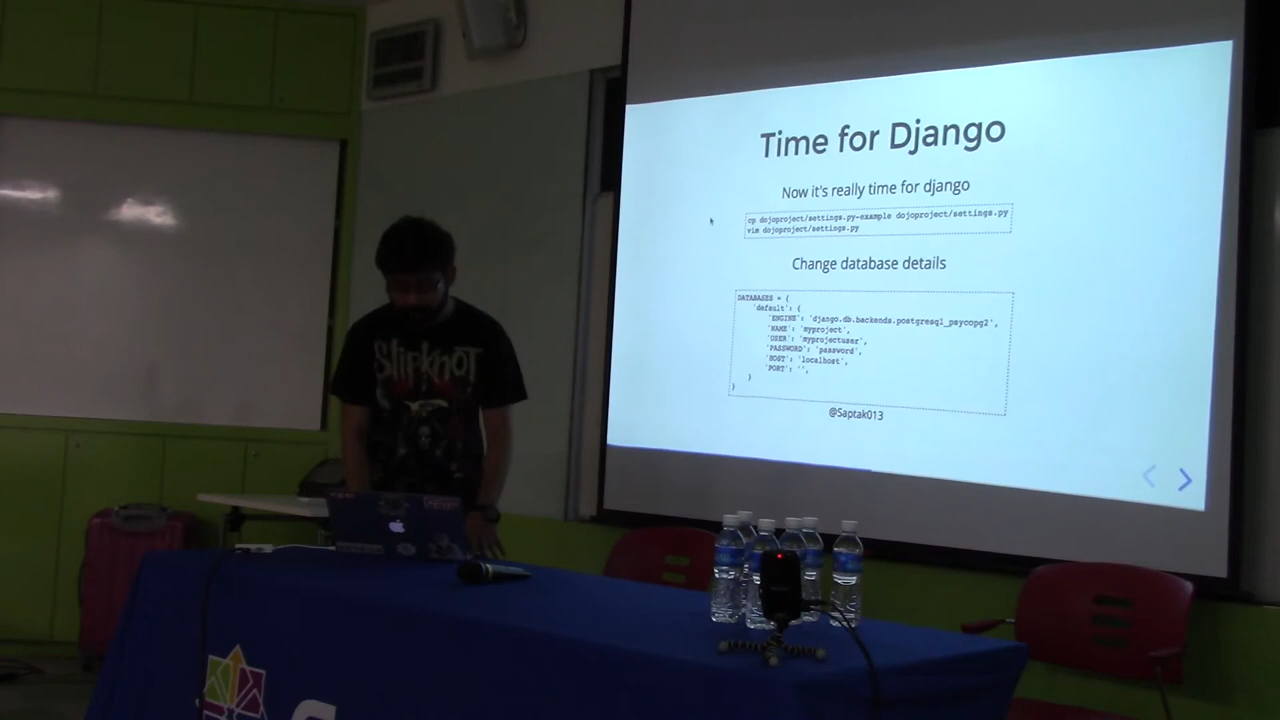 Time for Django
Now it's really time for django
cp dojoproject/settings.py-example dojoproject/settings.py
vim dojoproject/settings.py
Change database details
DATABASES = {
'default': {
'ENGINE': 'django.db.backends.postgresql_psycopg2',
'NAME': 'myproject',
'USER': 'myprojectuser',
'PASSWORD': 'password',
'HOST': 'localhost',
'PORT': '',
}
}
@Saptak013
SlipknoT